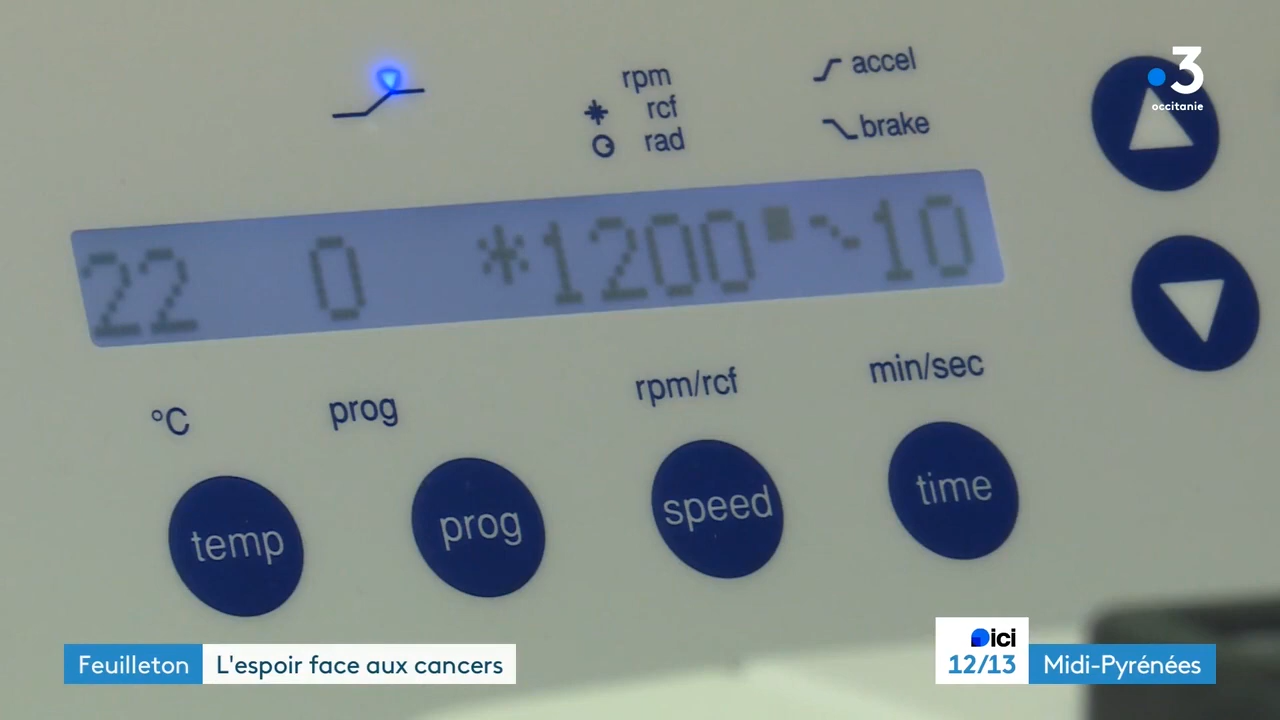 rpm
rcf
rad
accel
brake
3
occitanie
22 0 *1200 10
°C
prog
rpm/rcf
min/sec
temp
prog
speed
time
Feuilleton
L'espoir face aux cancers
ici
12/13
Midi-Pyrénées